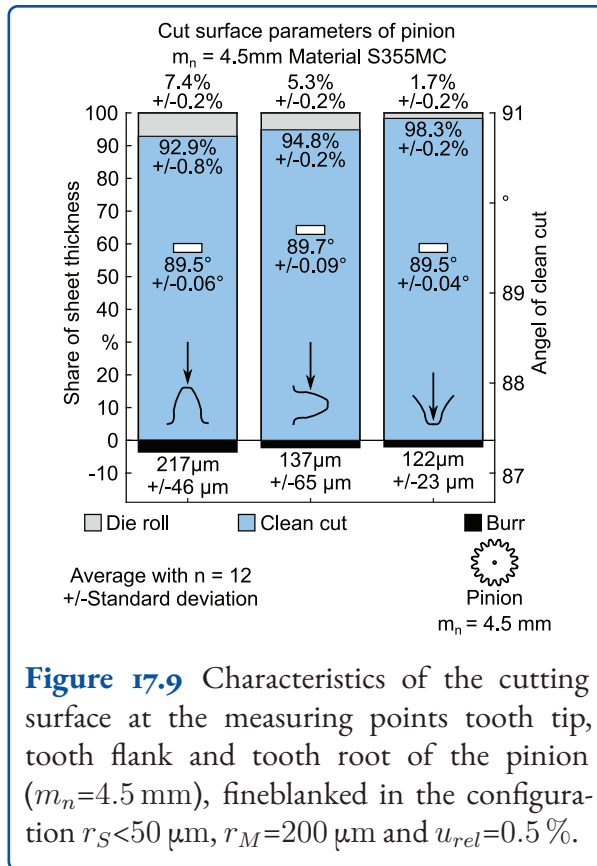 Cut surface parameters of pinion
mₙ = 4.5mm Material S355MC
7.4% 5.3% 1.7%
+/-0.2% +/-0.2% +/-0.2%
100
90
80
70
60
50
40
30
%
20
10
0
-10
Share of sheet thickness
92.9%
+/-0.8%
89.5°
+/-0.06°
217µm
+/-46 µm
94.8%
+/-0.2%
89.7°
+/-0.09°
137µm
+/-65 µm
98.3%
+/-0.2%
89.5°
+/-0.04°
122µm
+/-23 µm
91
°
89
88
87
Angel of clean cut
Die roll Clean cut Burr
Average with n = 12
+/-Standard deviation
Pinion
mₙ = 4.5 mm
Figure 17.9 Characteristics of the cutting
surface at the measuring points tooth tip,
tooth flank and tooth root of the pinion
(mₙ=4.5 mm), fineblanked in the configura-
tion r_S<50 µm, r_M=200 µm and u_rel=0.5 %.